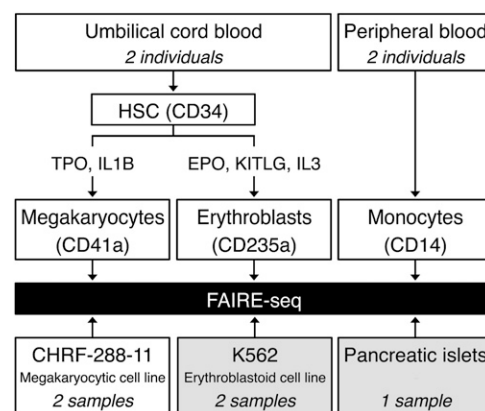 Umbilical cord blood
2 individuals
Peripheral blood
2 individuals
HSC (CD34)
TPO, IL1B
EPO, KITLG, IL3
Megakaryocytes
(CD41a)
Erythroblasts
(CD235a)
Monocytes
(CD14)
FAIRE-seq
CHRF-288-11
Megakaryocytic cell line
2 samples
K562
Erythroblastoid cell line
2 samples
Pancreatic islets
1 sample